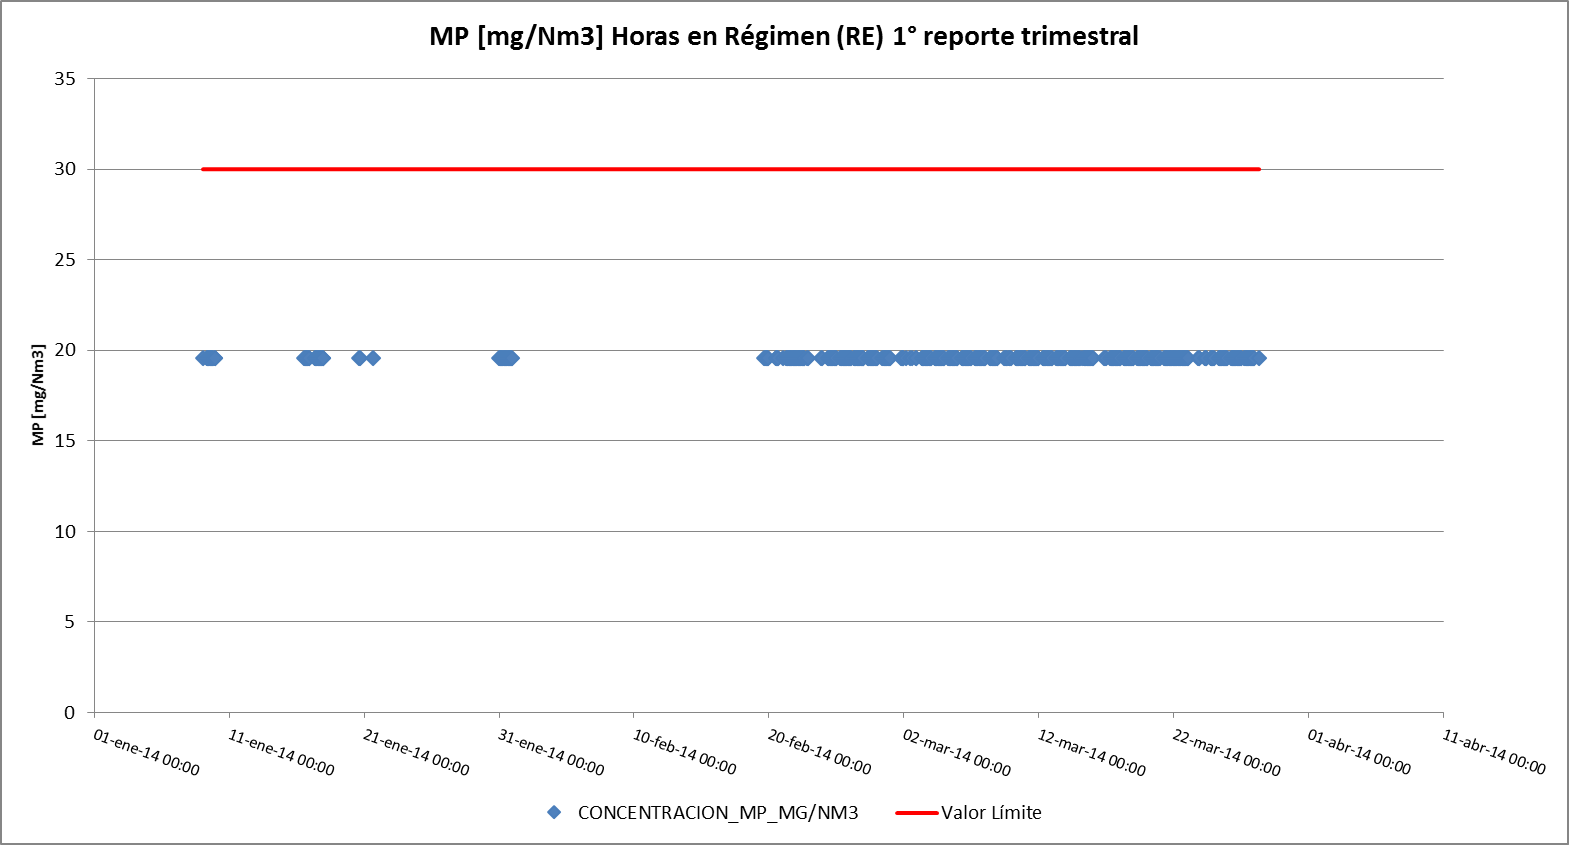 MP [mg/Nm3] Horas en Régimen (RE) 1° reporte trimestral
35
30
25
20
15
10
5
0
MP [mg/Nm3]
01-ene-14 00:00
11-ene-14 00:00
21-ene-14 00:00
31-ene-14 00:00
10-feb-14 00:00
20-feb-14 00:00
02-mar-14 00:00
12-mar-14 00:00
22-mar-14 00:00
01-abr-14 00:00
11-abr-14 00:00
CONCENTRACION_MP_MG/NM3
Valor Límite